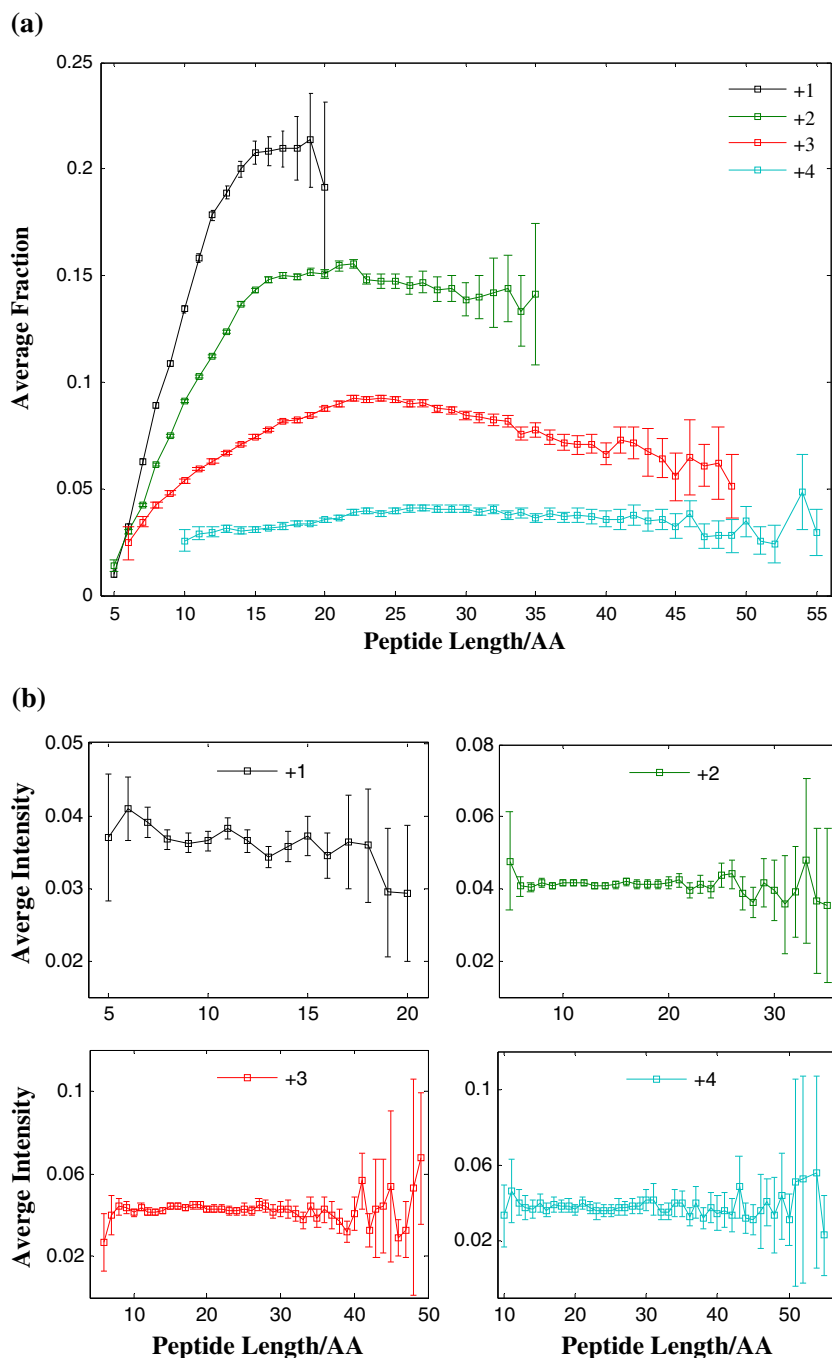 (a)
0.25
0.2
0.15
0.1
0.05
0
Average Fraction
+1
+2
+3
+4
5 10 15 20 25 30 35 40 45 50 55
Peptide Length/AA
(b)
0.05
0.04
0.03
0.02
Averge Intensity
+1
5 10 15 20
0.08
0.06
0.04
0.02
+2
10 20 30
0.1
0.06
0.02
Averge Intensity
+3
10 20 30 40 50
Peptide Length/AA
0.1
0.06
0.02
+4
10 20 30 40 50
Peptide Length/AA